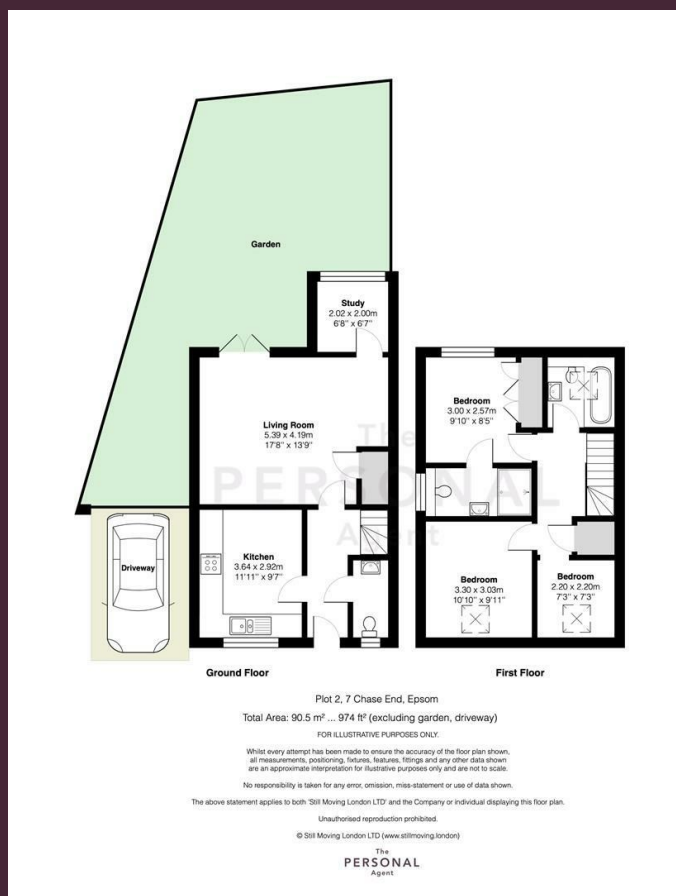 Garden
Study
2.02 x 2.00m
6'8" x 6'7"
Living Room
5.39 x 4.19m
17'8" x 13'9"
Bedroom
3.00 x 2.57m
9'10" x 8'5"
The
PERSONAL
Agent
Driveway
Kitchen
3.64 x 2.92m
11'11" x 9'7"
Bedroom
3.30 x 3.03m
10'10" x 9'11"
Bedroom
2.20 x 2.20m
7'3" x 7'3"
Ground Floor
First Floor
Plot 2, 7 Chase End, Epsom
Total Area: 90.5 m² ... 974 ft² (excluding garden, driveway)
FOR ILLUSTRATIVE PURPOSES ONLY.
Whilst every attempt has been made to ensure the accuracy of the floor plan shown,
all measurements, positioning, fixtures, features, fittings and any other data shown
are an approximate interpretation for illustrative purposes only and are not to scale.
No responsibility is taken for any error, omission, miss-statement or use of data shown.
The above statement applies to both 'Still Moving London LTD' and the Company or individual displaying this floor plan.
Unauthorised reproduction prohibited.
© Still Moving London LTD (www.stillmoving.london)
The
PERSONAL
Agent